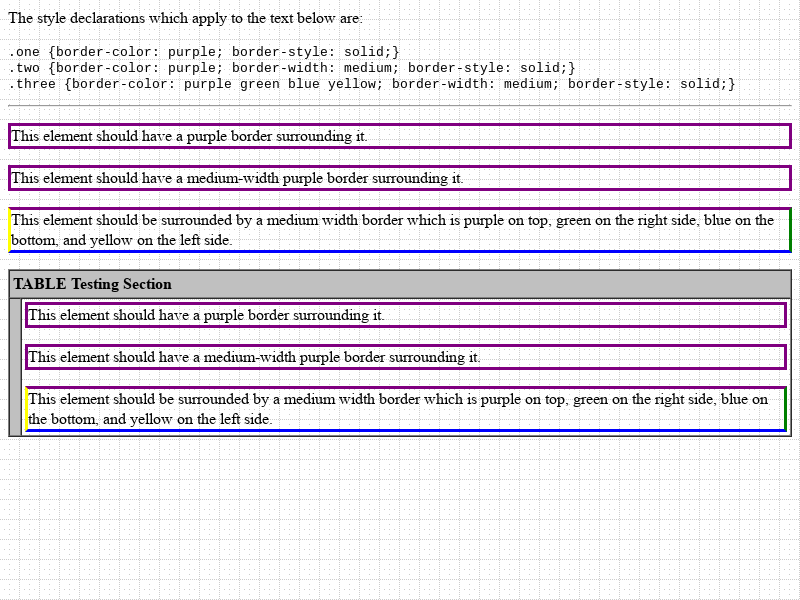 The style declarations which apply to the text below are:
.one {border-color: purple; border-style: solid;}
.two {border-color: purple; border-width: medium; border-style: solid;}
.three {border-color: purple green blue yellow; border-width: medium; border-style: solid;}
This element should have a purple border surrounding it.
This element should have a medium-width purple border surrounding it.
This element should be surrounded by a medium width border which is purple on top, green on the right side, blue on the
bottom, and yellow on the left side.
TABLE Testing Section
This element should have a purple border surrounding it.
This element should have a medium-width purple border surrounding it.
This element should be surrounded by a medium width border which is purple on top, green on the right side, blue on
the bottom, and yellow on the left side.